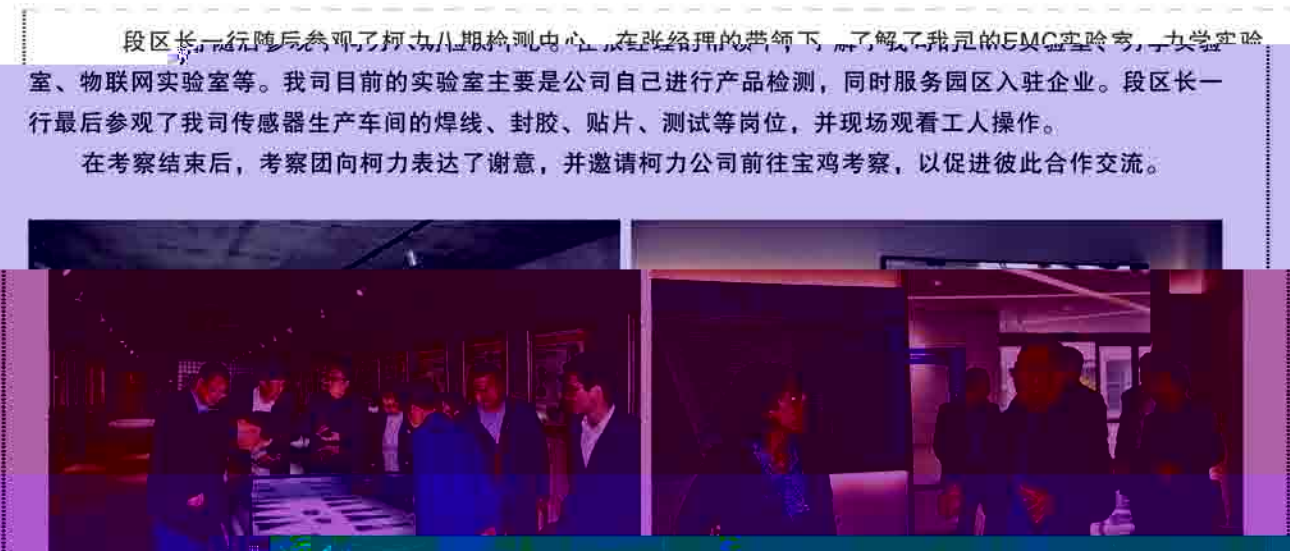 段区长一行随后参观了柯力八期检测中心，在张经理的带领下，了解了我司的EMC实验室、力学实验
室、物联网实验室等。我司目前的实验室主要是公司自己进行产品检测，同时服务园区入驻企业。段区长一
行最后参观了我司传感器生产车间的焊线、封胶、贴片、测试等岗位，并现场观看工人操作。
在考察结束后，考察团向柯力表达了谢意，并邀请柯力公司前往宝鸡考察，以促进彼此合作交流。